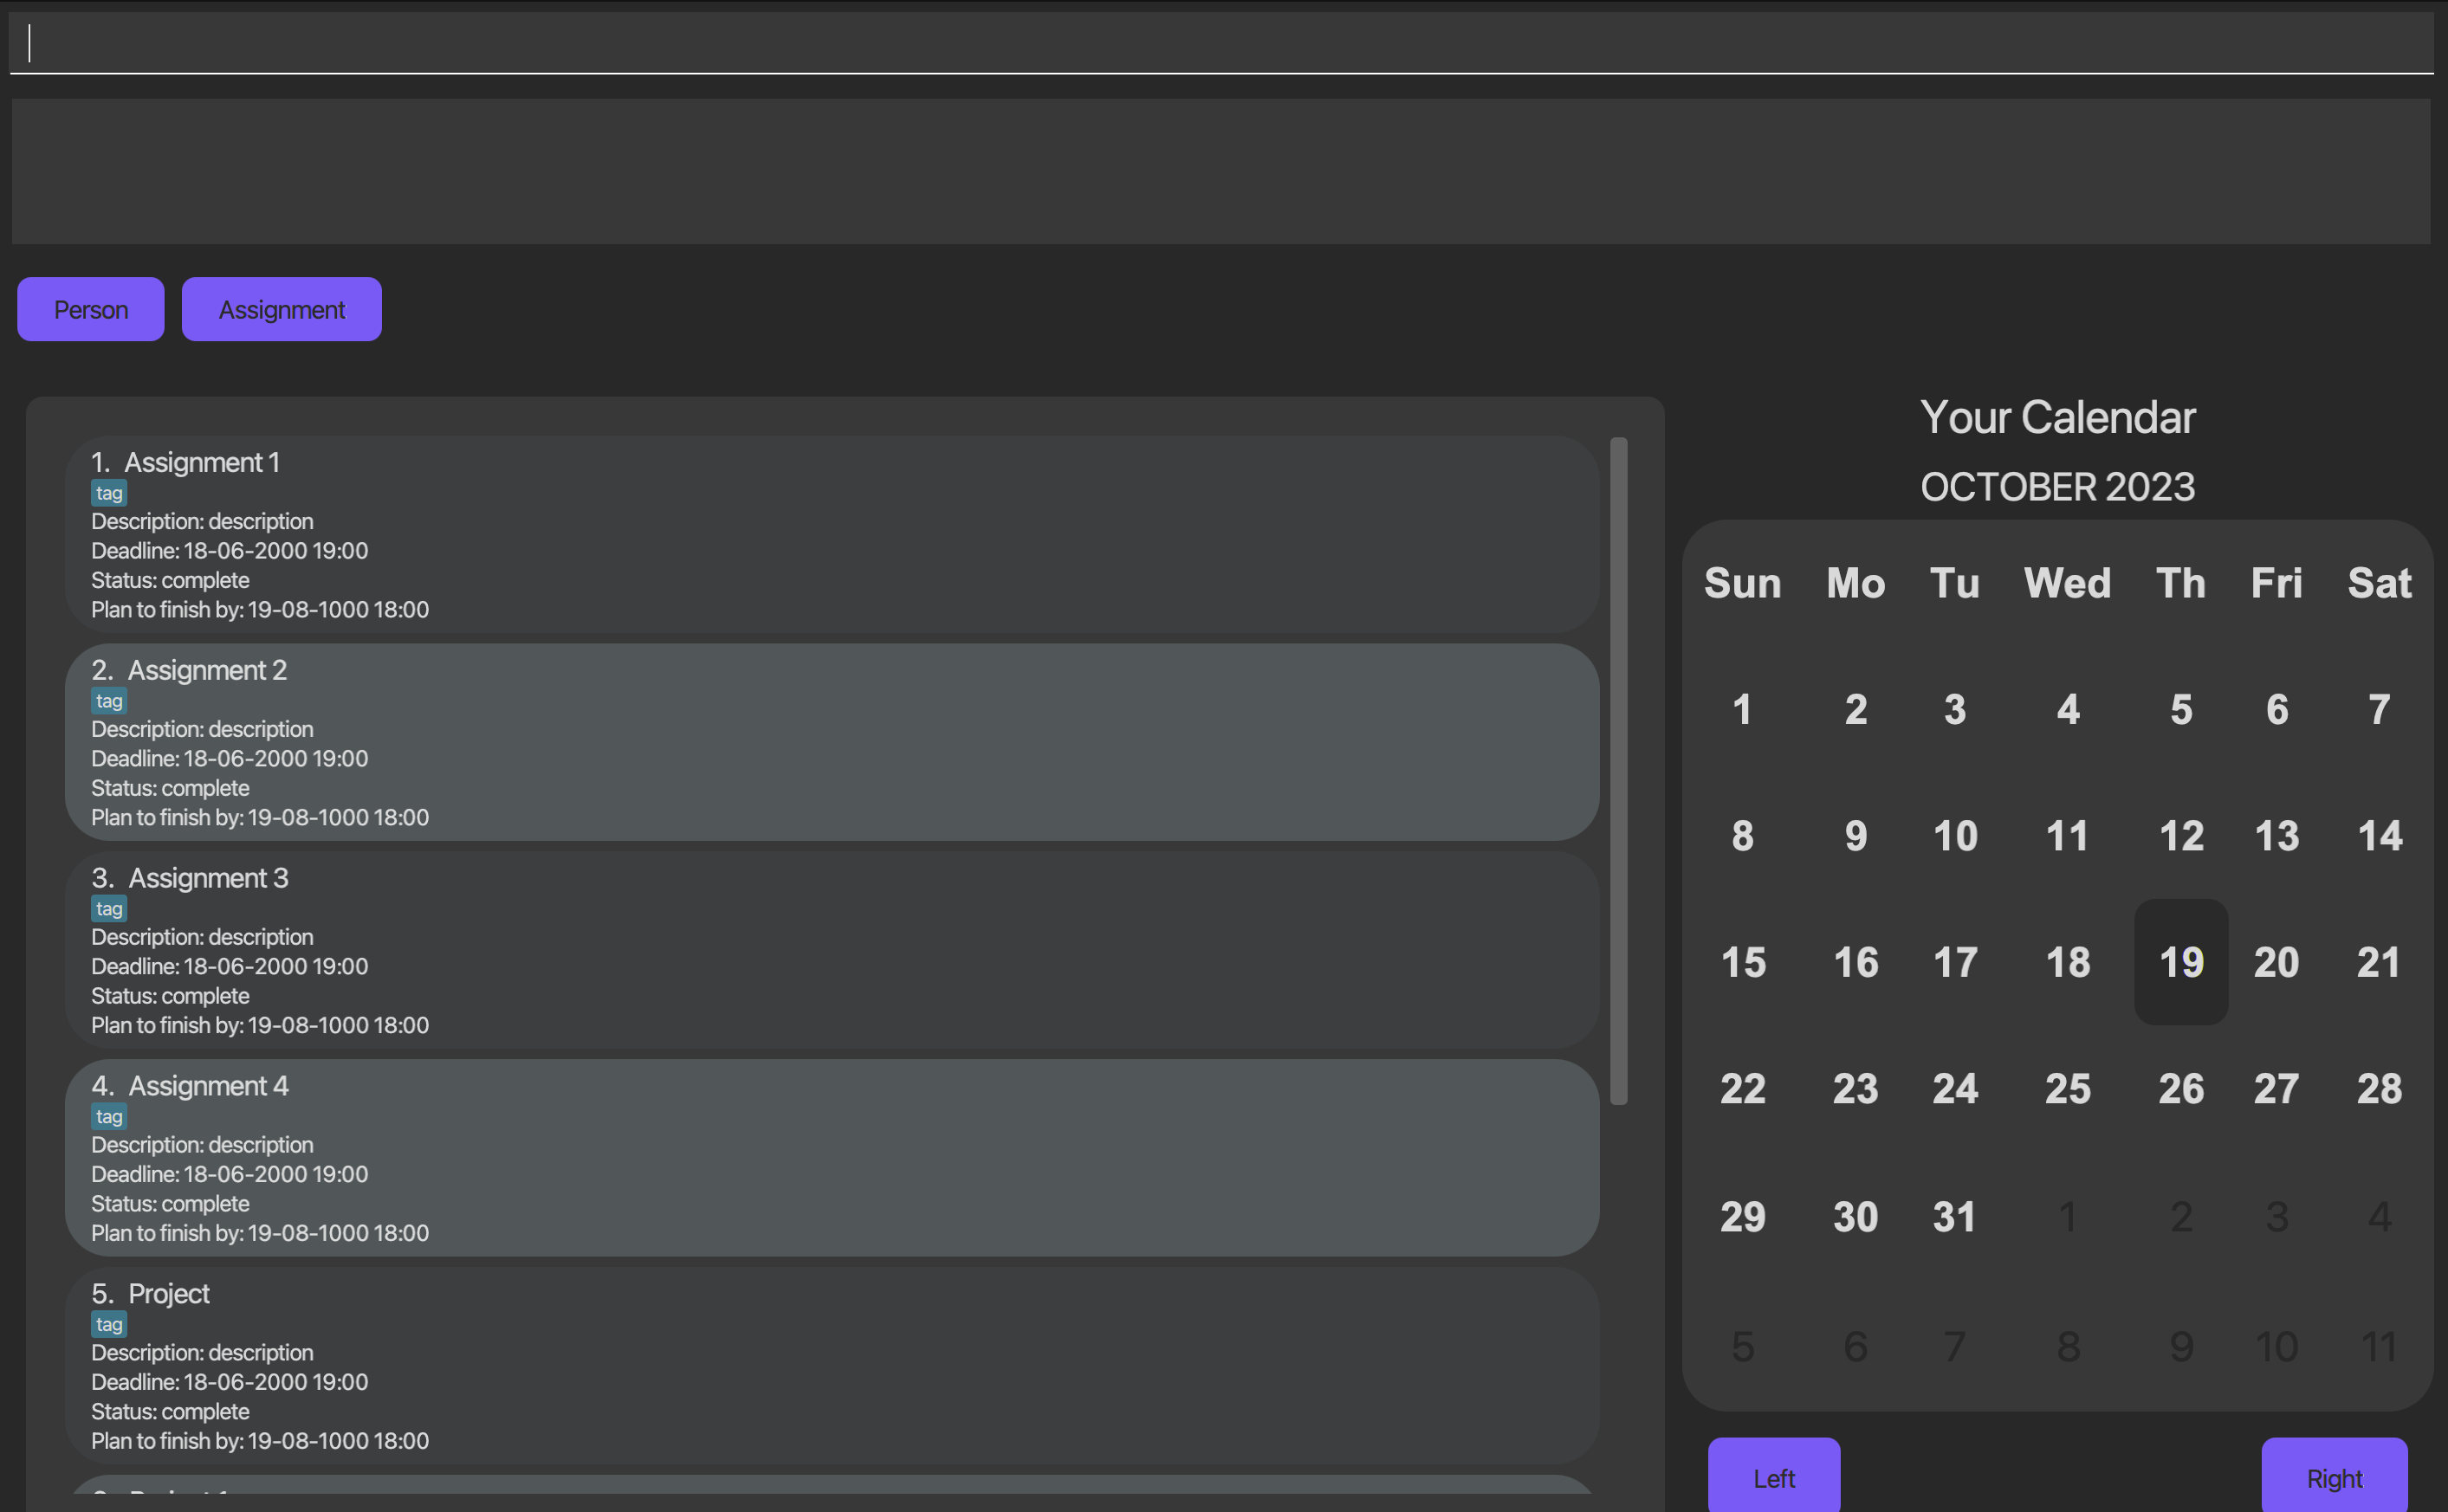 Person Assignment
1. Assignment 1
tag
Description: description
Deadline: 18-06-2000 19:00
Status: complete
Plan to finish by: 19-08-1000 18:00
2. Assignment 2
tag
Description: description
Deadline: 18-06-2000 19:00
Status: complete
Plan to finish by: 19-08-1000 18:00
3. Assignment 3
tag
Description: description
Deadline: 18-06-2000 19:00
Status: complete
Plan to finish by: 19-08-1000 18:00
4. Assignment 4
tag
Description: description
Deadline: 18-06-2000 19:00
Status: complete
Plan to finish by: 19-08-1000 18:00
5. Project
tag
Description: description
Deadline: 18-06-2000 19:00
Status: complete
Plan to finish by: 19-08-1000 18:00
Your Calendar
OCTOBER 2023
Sun Mo Tu Wed Th Fri Sat
1 2 3 4 5 6 7
8 9 10 11 12 13 14
15 16 17 18 19 20 21
22 23 24 25 26 27 28
29 30 31 1 2 3 4
5 6 7 8 9 10 11
Left Right